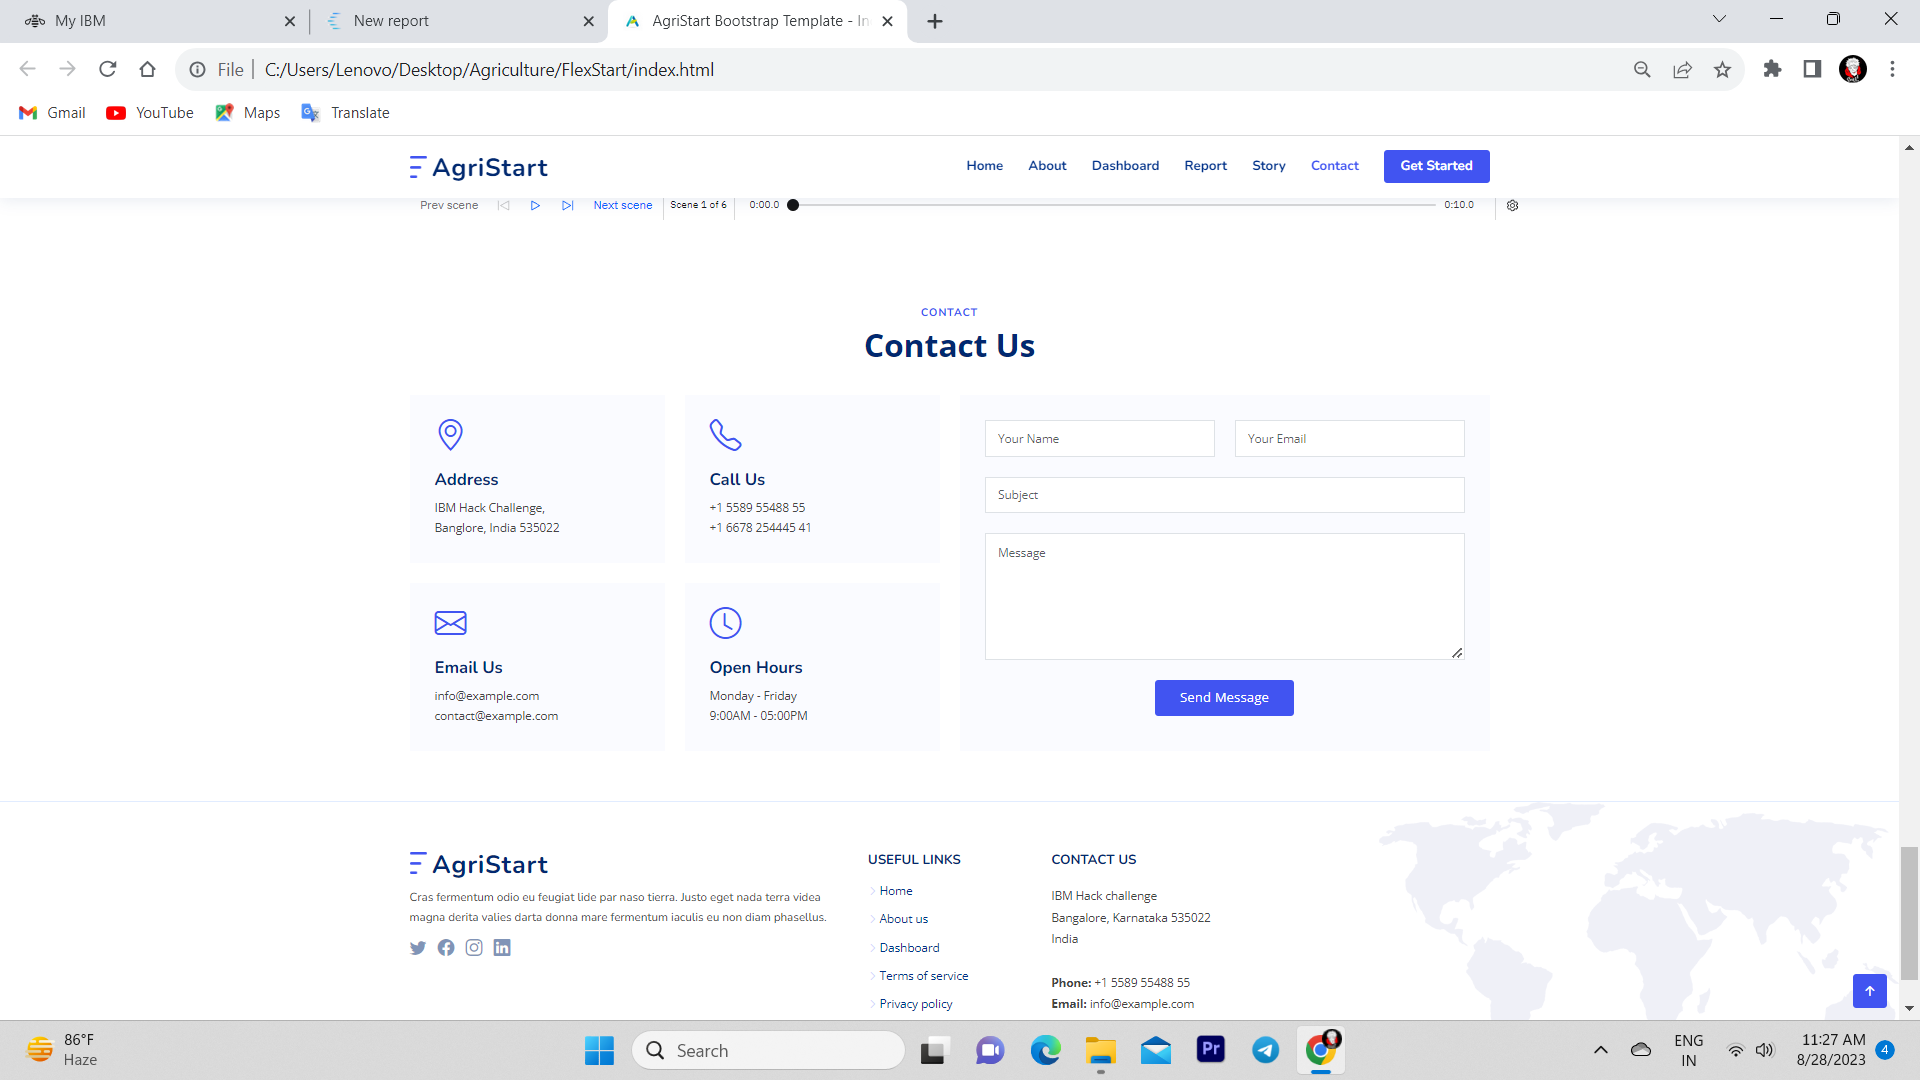 My IBM
New report
AgriStart Bootstrap Template - In
File
C:/Users/Lenovo/Desktop/Agriculture/FlexStart/index.html
Gmail
YouTube
Maps
Translate
AgriStart
Home
About
Dashboard
Report
Story
Contact
Get Started
Prev scene
Next scene
Scene 1 of 6
0:00.0
0:10.0
CONTACT
Contact Us
Address
IBM Hack Challenge,
Banglore, India 535022
Call Us
+1 5589 55488 55
+1 6678 254445 41
Email Us
info@example.com
contact@example.com
Open Hours
Monday - Friday
9:00AM - 05:00PM
Your Name
Your Email
Subject
Message
Send Message
AgriStart
Cras fermentum odio eu feugiat lide par naso tierra. Justo eget nada terra videa
magna derita valies darta donna mare fermentum iaculis eu non diam phasellus.
USEFUL LINKS
Home
About us
Dashboard
Terms of service
Privacy policy
CONTACT US
IBM Hack challenge
Bangalore, Karnataka 535022
India
Phone: +1 5589 55488 55
Email: info@example.com
86°F
Haze
Search
Pr
ENG
IN
11:27 AM
8/28/2023
4